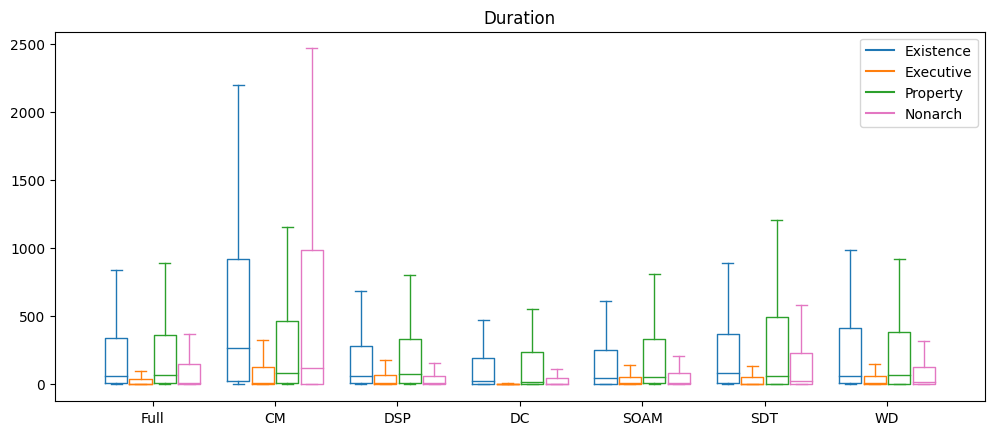 Duration
2500
2000
1500
1000
500
0
Existence
Executive
Property
Nonarch
Full CM DSP DC SOAM SDT WD